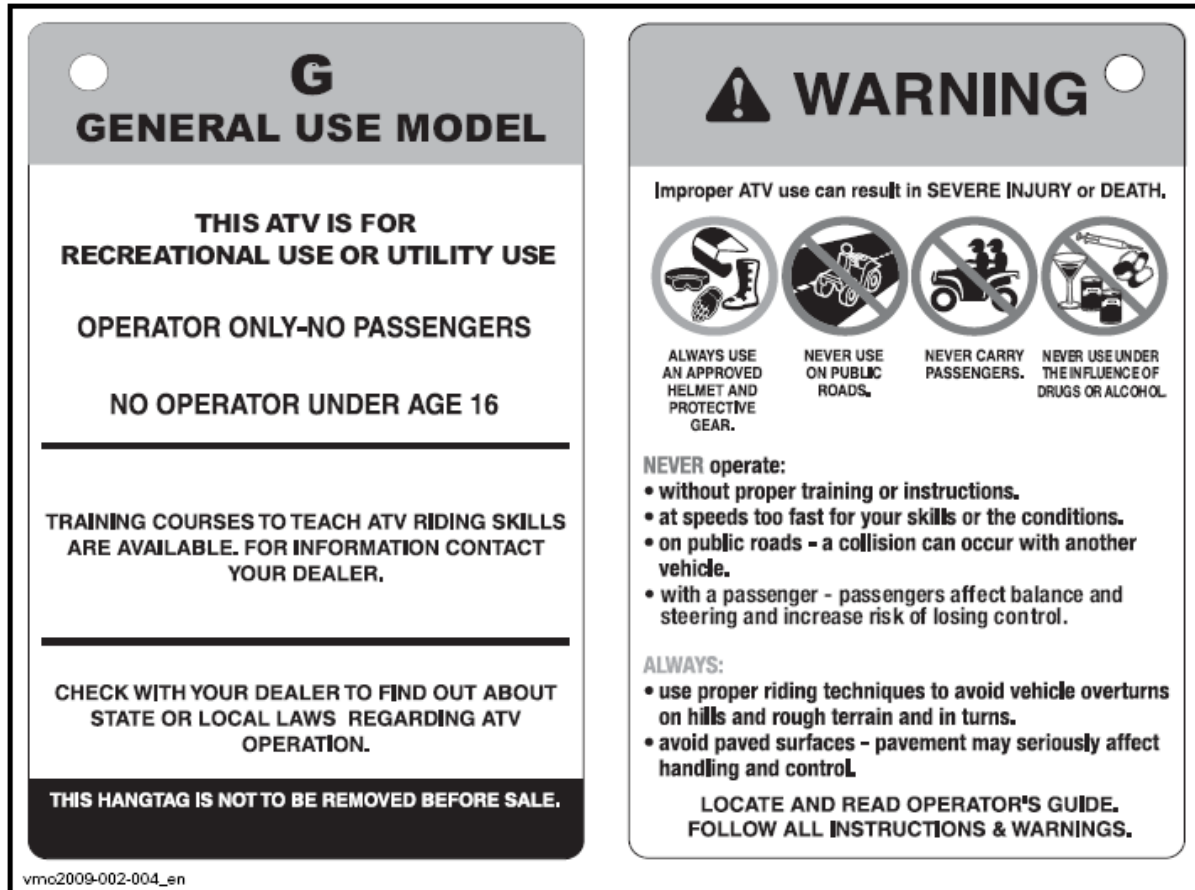 G
GENERAL USE MODEL
THIS ATV IS FOR
RECREATIONAL USE OR UTILITY USE
OPERATOR ONLY-NO PASSENGERS
NO OPERATOR UNDER AGE 16
TRAINING COURSES TO TEACH ATV RIDING SKILLS
ARE AVAILABLE. FOR INFORMATION CONTACT
YOUR DEALER.
CHECK WITH YOUR DEALER TO FIND OUT ABOUT
STATE OR LOCAL LAWS REGARDING ATV
OPERATION.
THIS HANGTAG IS NOT TO BE REMOVED BEFORE SALE.
WARNING
Improper ATV use can result in SEVERE INJURY or DEATH.
ALWAYS USE
AN APPROVED
HELMET AND
PROTECTIVE
GEAR.
NEVER USE
ON PUBLIC
ROADS.
NEVER CARRY
PASSENGERS.
NEVER USE UNDER
THE INFLUENCE OF
DRUGS OR ALCOHOL.
NEVER operate:
• without proper training or instructions.
• at speeds too fast for your skills or the conditions.
• on public roads - a collision can occur with another
vehicle.
• with a passenger - passengers affect balance and
steering and increase risk of losing control.
ALWAYS:
• use proper riding techniques to avoid vehicle overturns
on hills and rough terrain and in turns.
• avoid paved surfaces - pavement may seriously affect
handling and control.
LOCATE AND READ OPERATOR'S GUIDE.
FOLLOW ALL INSTRUCTIONS & WARNINGS.
vmo2009-002-004_en